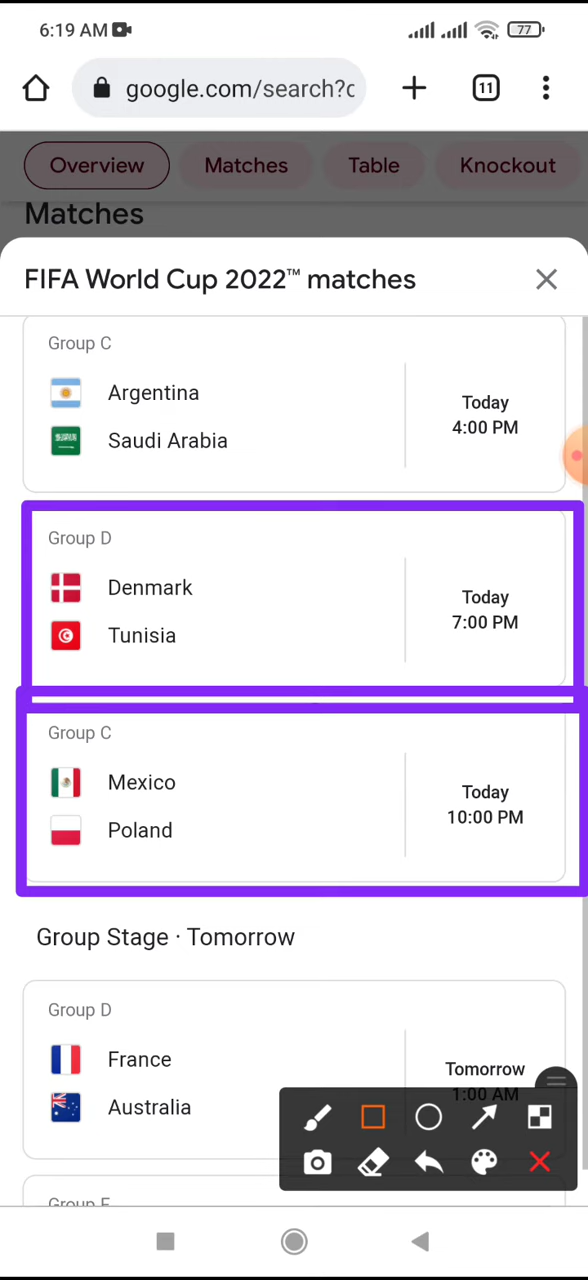 6:19 AM
77
google.com/search?c
11
Overview Matches Table Knockout
Matches
FIFA World Cup 2022™ matches
Group C
Argentina
Saudi Arabia
Today
4:00 PM
Group D
Denmark
Tunisia
Today
7:00 PM
Group C
Mexico
Poland
Today
10:00 PM
Group Stage · Tomorrow
Group D
France
Australia
Tomorrow
1:00 AM
Group E